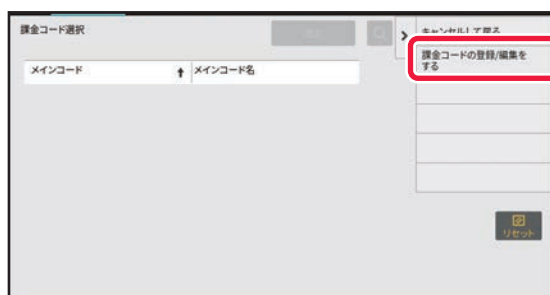 課金コード選択
キャンセルして戻る
課金コードの登録/編集を
する
メインコード
メインコード名
リセット